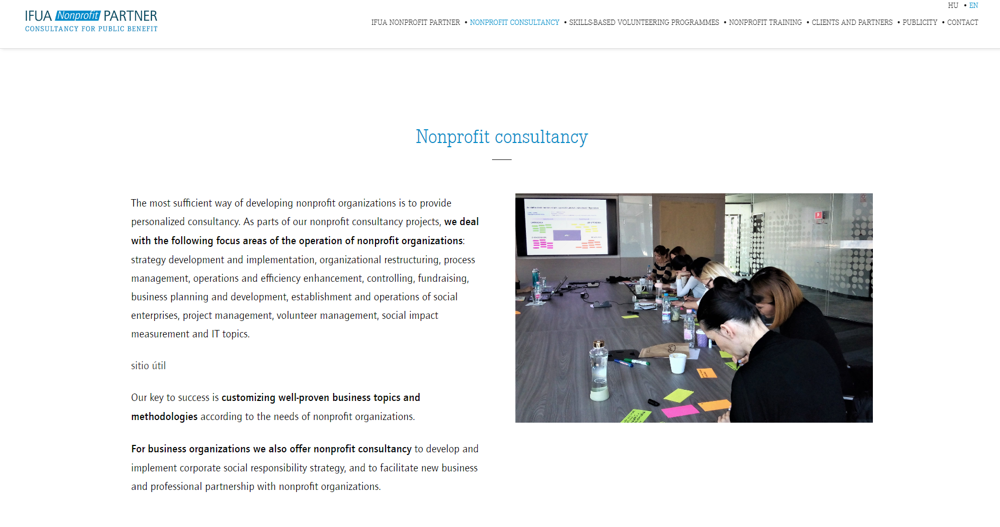 IFUA Nonprofit PARTNER
CONSULTANCY FOR PUBLIC BENEFIT
HU • EN
IFUA NONPROFIT PARTNER • NONPROFIT CONSULTANCY • SKILLS-BASED VOLUNTEERING PROGRAMMES • NONPROFIT TRAINING • CLIENTS AND PARTNERS • PUBLICITY • CONTACT
Nonprofit consultancy
The most sufficient way of developing nonprofit organizations is to provide
personalized consultancy. As parts of our nonprofit consultancy projects, we deal
with the following focus areas of the operation of nonprofit organizations:
strategy development and implementation, organizational restructuring, process
management, operations and efficiency enhancement, controlling, fundraising,
business planning and development, establishment and operations of social
enterprises, project management, volunteer management, social impact
measurement and IT topics.
sitio útil
Our key to success is customizing well-proven business topics and
methodologies according to the needs of nonprofit organizations.
For business organizations we also offer nonprofit consultancy to develop and
implement corporate social responsibility strategy, and to facilitate new business
and professional partnership with nonprofit organizations.